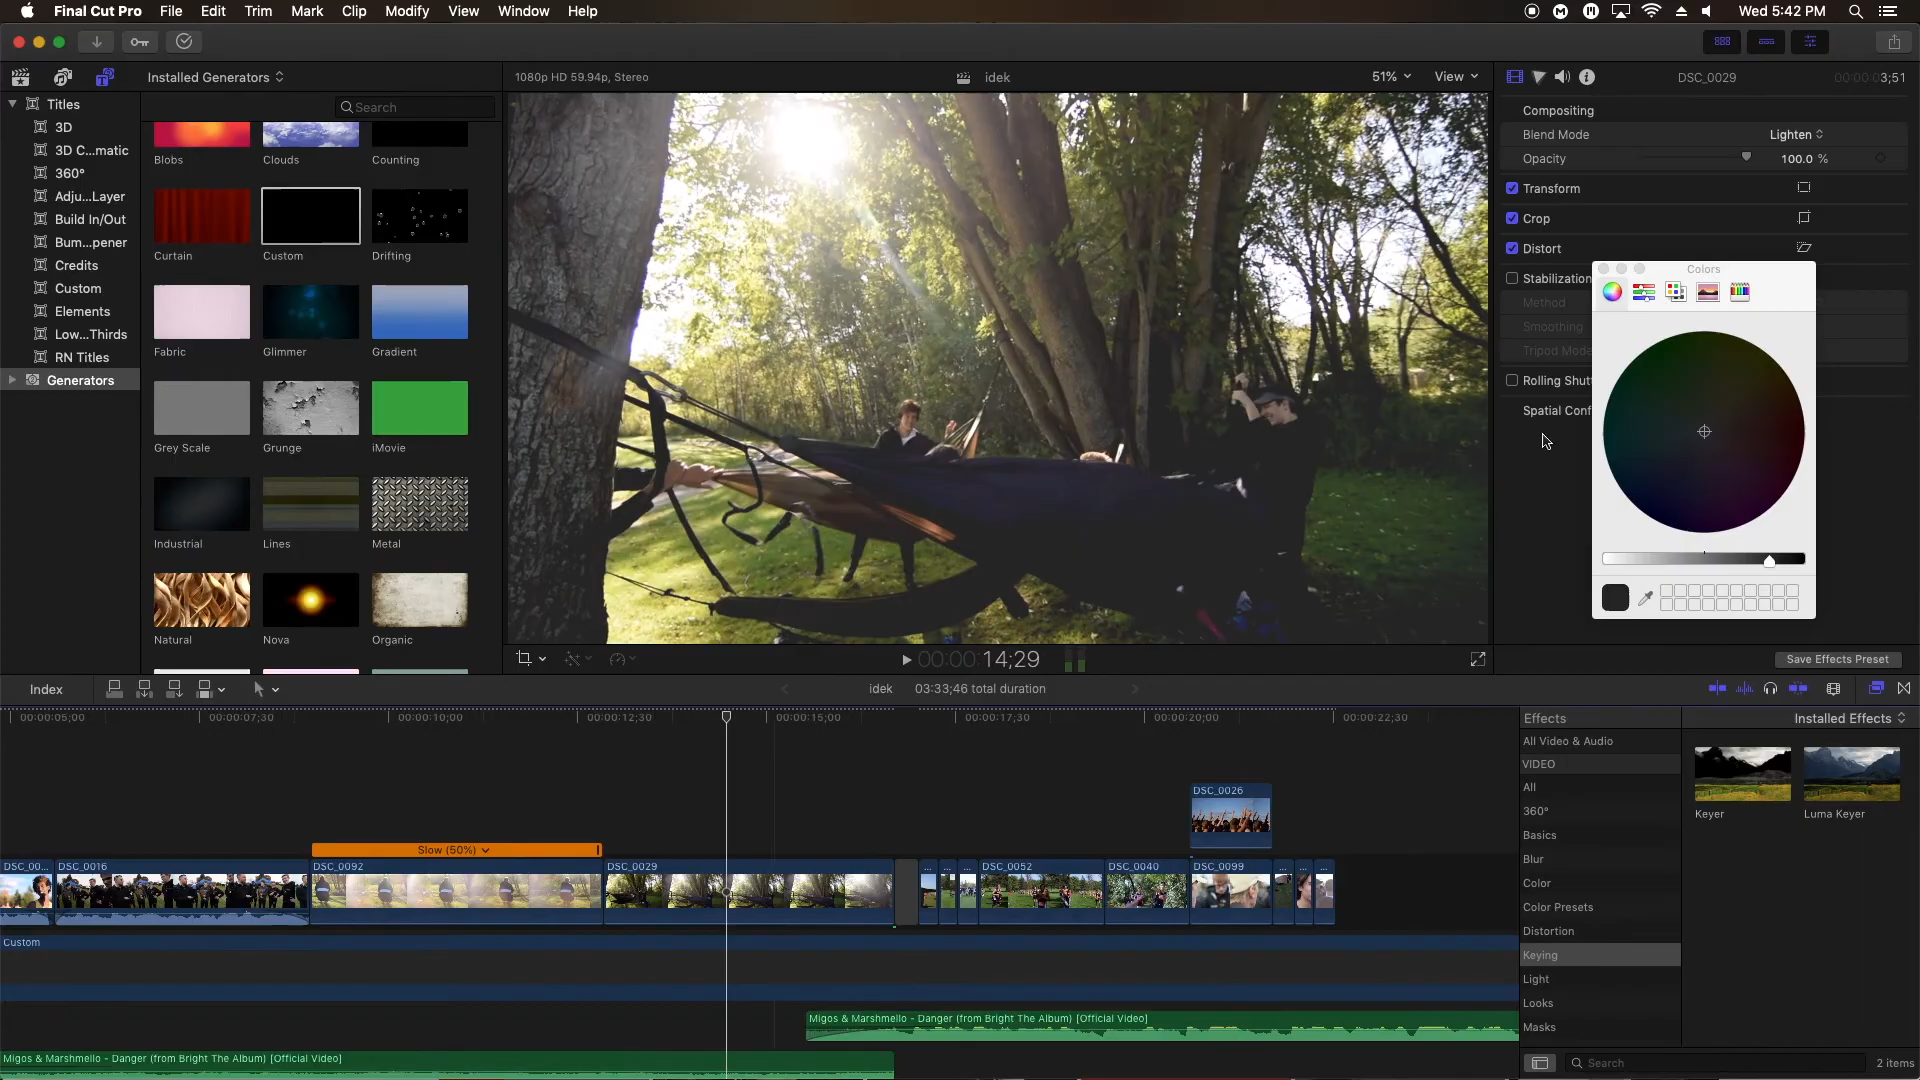 Final Cut Pro File Edit Trim Mark Clip Modify View Window Help
Wed 5:42 PM
Installed Generators
1080p HD 59.94p, Stereo
idek
51%
View
DSC_0029
00:00:03;51
Titles
3D
3D C...matic
360°
Adju...Layer
Build In/Out
Bum...pener
Credits
Custom
Elements
Low...Thirds
RN Titles
Generators
Search
Blobs Clouds Counting
Curtain Custom Drifting
Fabric Glimmer Gradient
Grey Scale Grunge iMovie
Industrial Lines Metal
Natural Nova Organic
Compositing
Blend Mode Lighten
Opacity 100.0 %
Transform
Crop
Distort
Stabilization
Method
Smoothing
Tripod Mode
Rolling Shut
Spatial Conf
Colors
Save Effects Preset
00:00:00:14;29
Index
idek 03:33;46 total duration
00:00:05;00 00:00:07;30 00:00:10;00 00:00:12;30 00:00:15;00 00:00:17;30 00:00:20;00 00:00:22;30
DSC_0026
Slow (50%)
DSC_00... DSC_0016 DSC_0092 DSC_0029 ... ... ... DSC_0052 DSC_0040 DSC_0099 ... ... ...
Custom
Migos & Marshmello - Danger (from Bright The Album) [Official Video]
Migos & Marshmello - Danger (from Bright The Album) [Official Video]
Effects
Installed Effects
All Video & Audio
VIDEO
All
360°
Basics
Blur
Color
Color Presets
Distortion
Keying
Light
Looks
Masks
Keyer Luma Keyer
Search
2 items